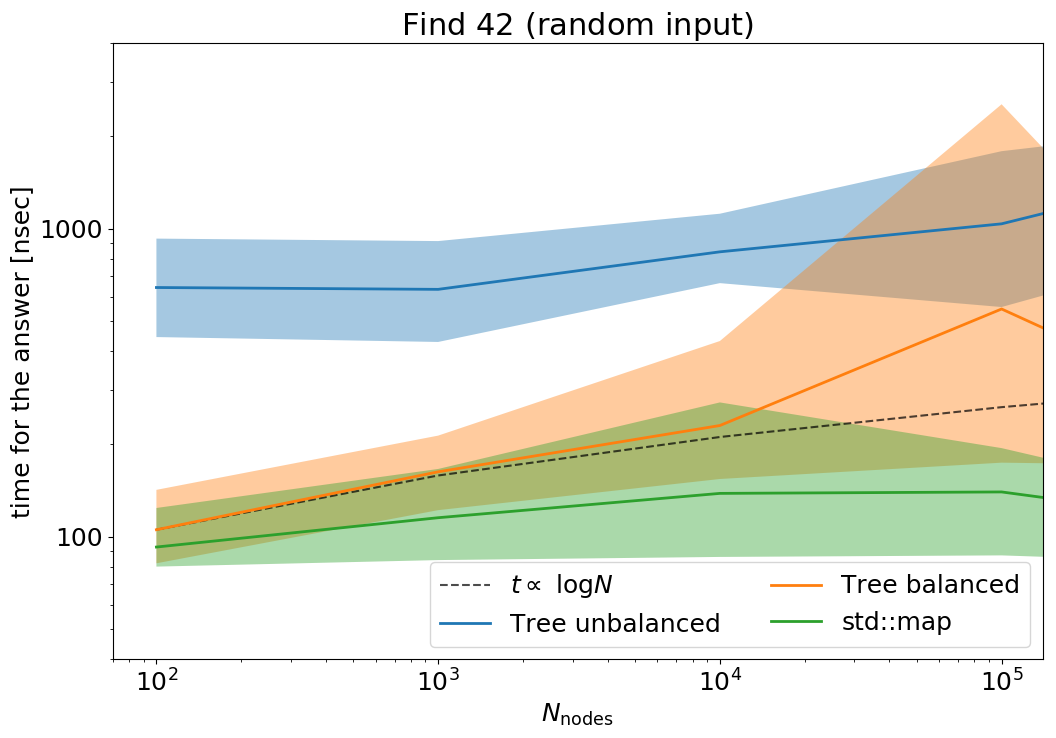 Find 42 (random input)
time for the answer [nsec]
1000
100
t ∝ logN
Tree unbalanced
Tree balanced
std::map
10²
10³
10⁴
10⁵
N_nodes